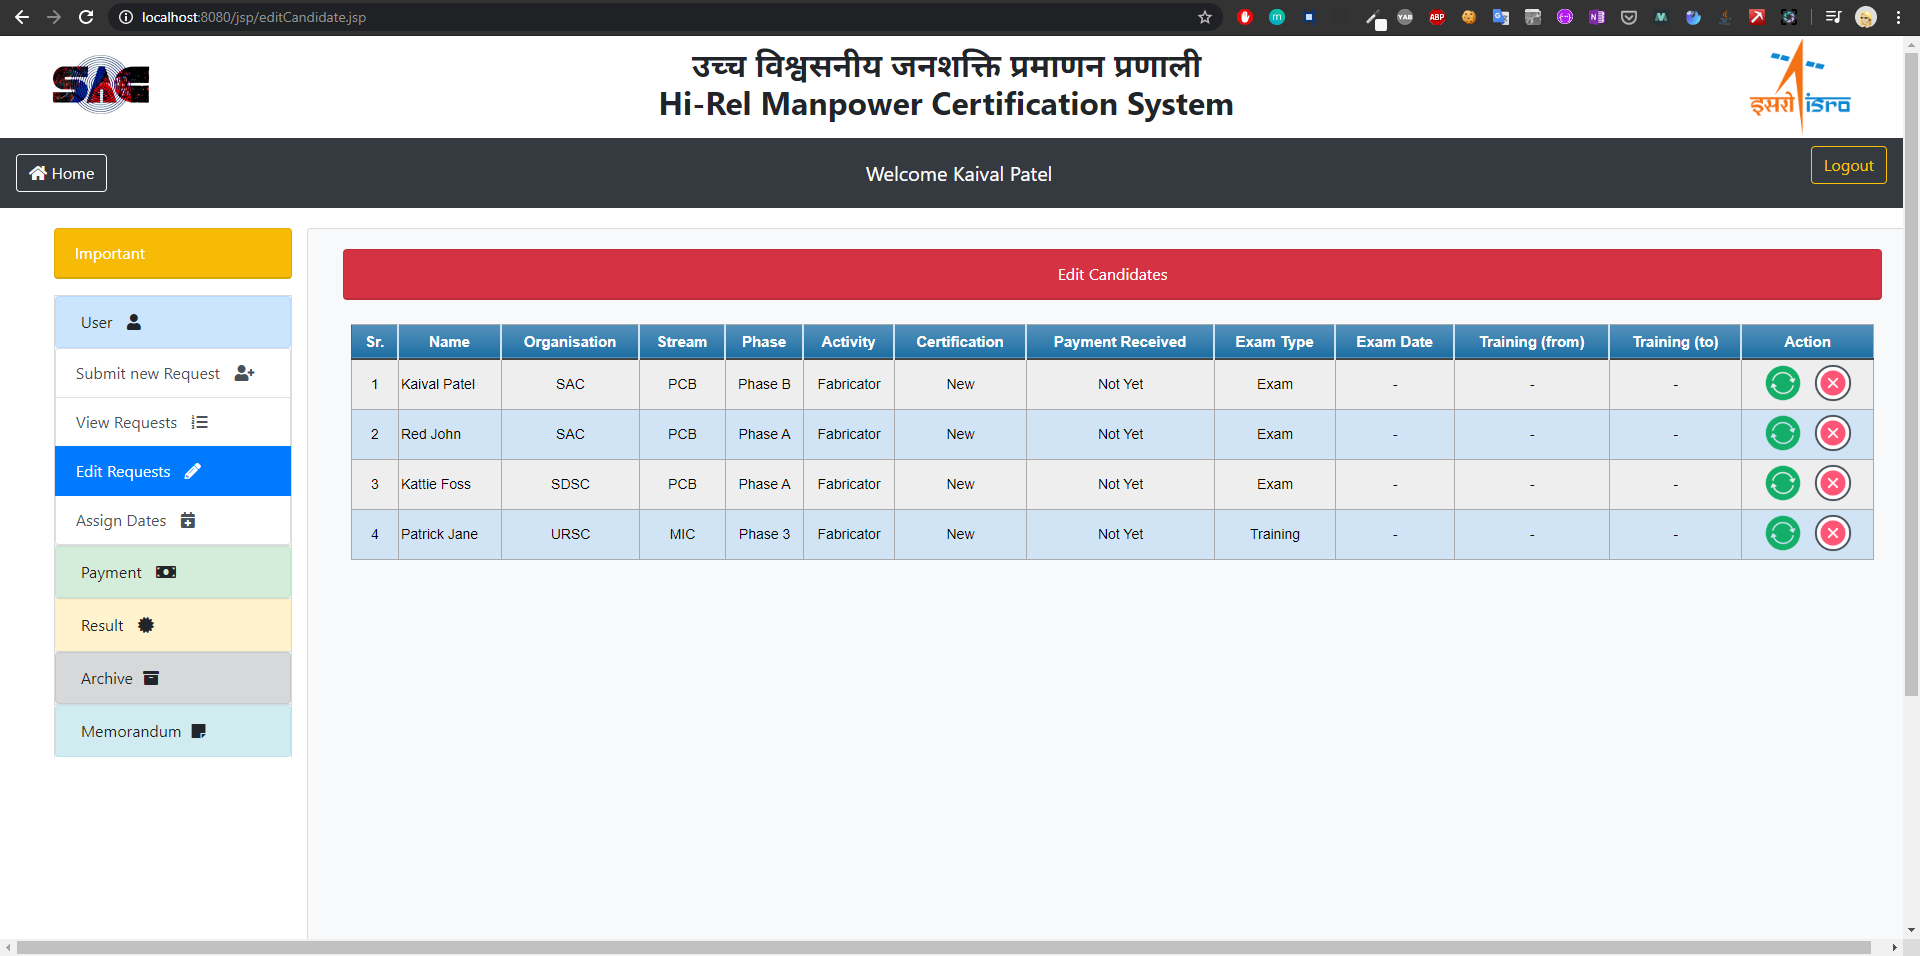 localhost:8080/jsp/editCandidate.jsp
SAC
उच्च विश्वसनीय जनशक्ति प्रमाणन प्रणाली
Hi-Rel Manpower Certification System
इसरो isro
Home
Welcome Kaival Patel
Logout
Important
User
Submit new Request
View Requests
Edit Requests
Assign Dates
Payment
Result
Archive
Memorandum
Edit Candidates
Sr. Name Organisation Stream Phase Activity Certification Payment Received Exam Type Exam Date Training (from) Training (to) Action
1 Kaival Patel SAC PCB Phase B Fabricator New Not Yet Exam - - -
2 Red John SAC PCB Phase A Fabricator New Not Yet Exam - - -
3 Kattie Foss SDSC PCB Phase A Fabricator New Not Yet Exam - - -
4 Patrick Jane URSC MIC Phase 3 Fabricator New Not Yet Training - - -